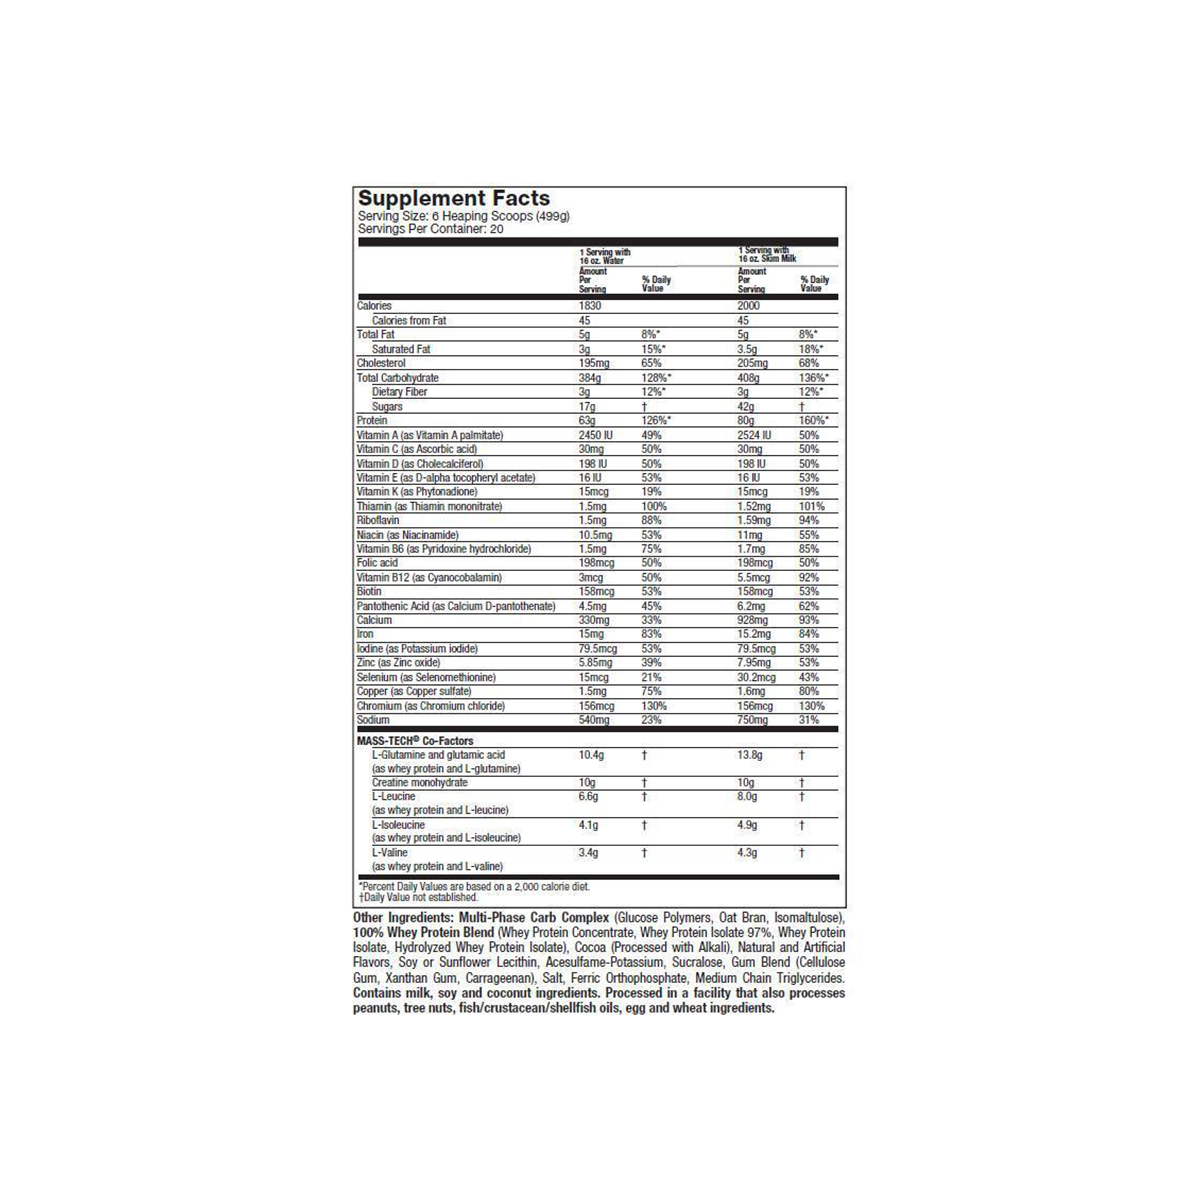 Supplement Facts
Serving Size: 6 Heaping Scoops (499g)
Servings Per Container: 20
1 Serving with 1 Serving with
16 oz. Water 16 oz. Skim Milk
Amount Amount
Per % Daily Per % Daily
Serving Value Serving Value
Calories 1830 2000
Calories from Fat 45 45
Total Fat 5g 8%* 5g 8%*
Saturated Fat 3g 15%* 3.5g 18%*
Cholesterol 195mg 65% 205mg 68%
Total Carbohydrate 384g 128%* 408g 136%*
Dietary Fiber 3g 12%* 3g 12%*
Sugars 17g † 42g †
Protein 63g 126%* 80g 160%*
Vitamin A (as Vitamin A palmitate) 2450 IU 49% 2524 IU 50%
Vitamin C (as Ascorbic acid) 30mg 50% 30mg 50%
Vitamin D (as Cholecalciferol) 198 IU 50% 198 IU 50%
Vitamin E (as D-alpha tocopheryl acetate) 16 IU 53% 16 IU 53%
Vitamin K (as Phytonadione) 15mcg 19% 15mcg 19%
Thiamin (as Thiamin mononitrate) 1.5mg 100% 1.52mg 101%
Riboflavin 1.5mg 88% 1.59mg 94%
Niacin (as Niacinamide) 10.5mg 53% 11mg 55%
Vitamin B6 (as Pyridoxine hydrochloride) 1.5mg 75% 1.7mg 85%
Folic acid 198mcg 50% 198mcg 50%
Vitamin B12 (as Cyanocobalamin) 3mcg 50% 5.5mcg 92%
Biotin 158mcg 53% 158mcg 53%
Pantothenic Acid (as Calcium D-pantothenate) 4.5mg 45% 6.2mg 62%
Calcium 330mg 33% 928mg 93%
Iron 15mg 83% 15.2mg 84%
Iodine (as Potassium iodide) 79.5mcg 53% 79.5mcg 53%
Zinc (as Zinc oxide) 5.85mg 39% 7.95mg 53%
Selenium (as Selenomethionine) 15mcg 21% 30.2mcg 43%
Copper (as Copper sulfate) 1.5mg 75% 1.6mg 80%
Chromium (as Chromium chloride) 156mcg 130% 156mcg 130%
Sodium 540mg 23% 750mg 31%
MASS-TECH® Co-Factors
L-Glutamine and glutamic acid 10.4g † 13.8g †
(as whey protein and L-glutamine)
Creatine monohydrate 10g † 10g †
L-Leucine 6.6g † 8.0g †
(as whey protein and L-leucine)
L-Isoleucine 4.1g † 4.9g †
(as whey protein and L-isoleucine)
L-Valine 3.4g † 4.3g †
(as whey protein and L-valine)
*Percent Daily Values are based on a 2,000 calorie diet.
†Daily Value not established.
Other Ingredients: Multi-Phase Carb Complex (Glucose Polymers, Oat Bran, Isomaltulose),
100% Whey Protein Blend (Whey Protein Concentrate, Whey Protein Isolate 97%, Whey Protein
Isolate, Hydrolyzed Whey Protein Isolate), Cocoa (Processed with Alkali), Natural and Artificial
Flavors, Soy or Sunflower Lecithin, Acesulfame-Potassium, Sucralose, Gum Blend (Cellulose
Gum, Xanthan Gum, Carrageenan), Salt, Ferric Orthophosphate, Medium Chain Triglycerides.
Contains milk, soy and coconut ingredients. Processed in a facility that also processes
peanuts, tree nuts, fish/crustacean/shellfish oils, egg and wheat ingredients.